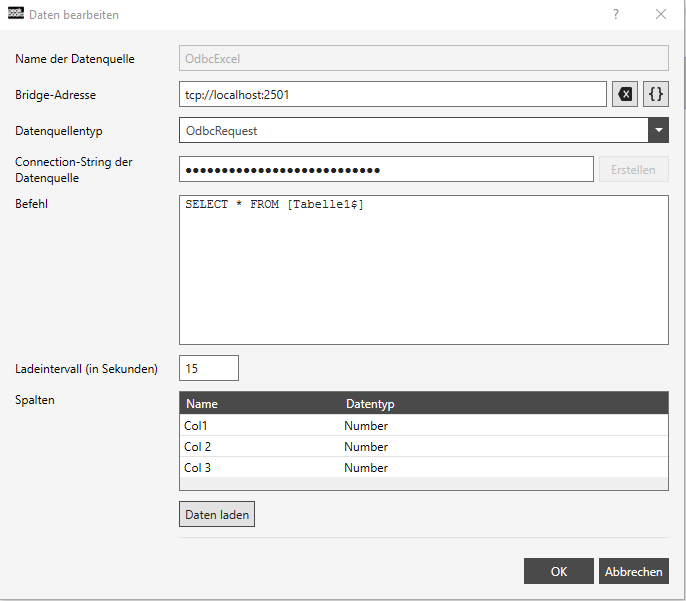 peak board
Daten bearbeiten ?
Name der Datenquelle OdbcExcel
Bridge-Adresse tcp://localhost:2501 {}
Datenquellentyp OdbcRequest
Connection-String der
Datenquelle ●●●●●●●●●●●●●●●●●●●●●●●●●●●● Erstellen
Befehl SELECT * FROM [Tabelle1$]
Ladeintervall (in Sekunden) 15
Spalten
Name Datentyp
Col1 Number
Col 2 Number
Col 3 Number
Daten laden
OK Abbrechen